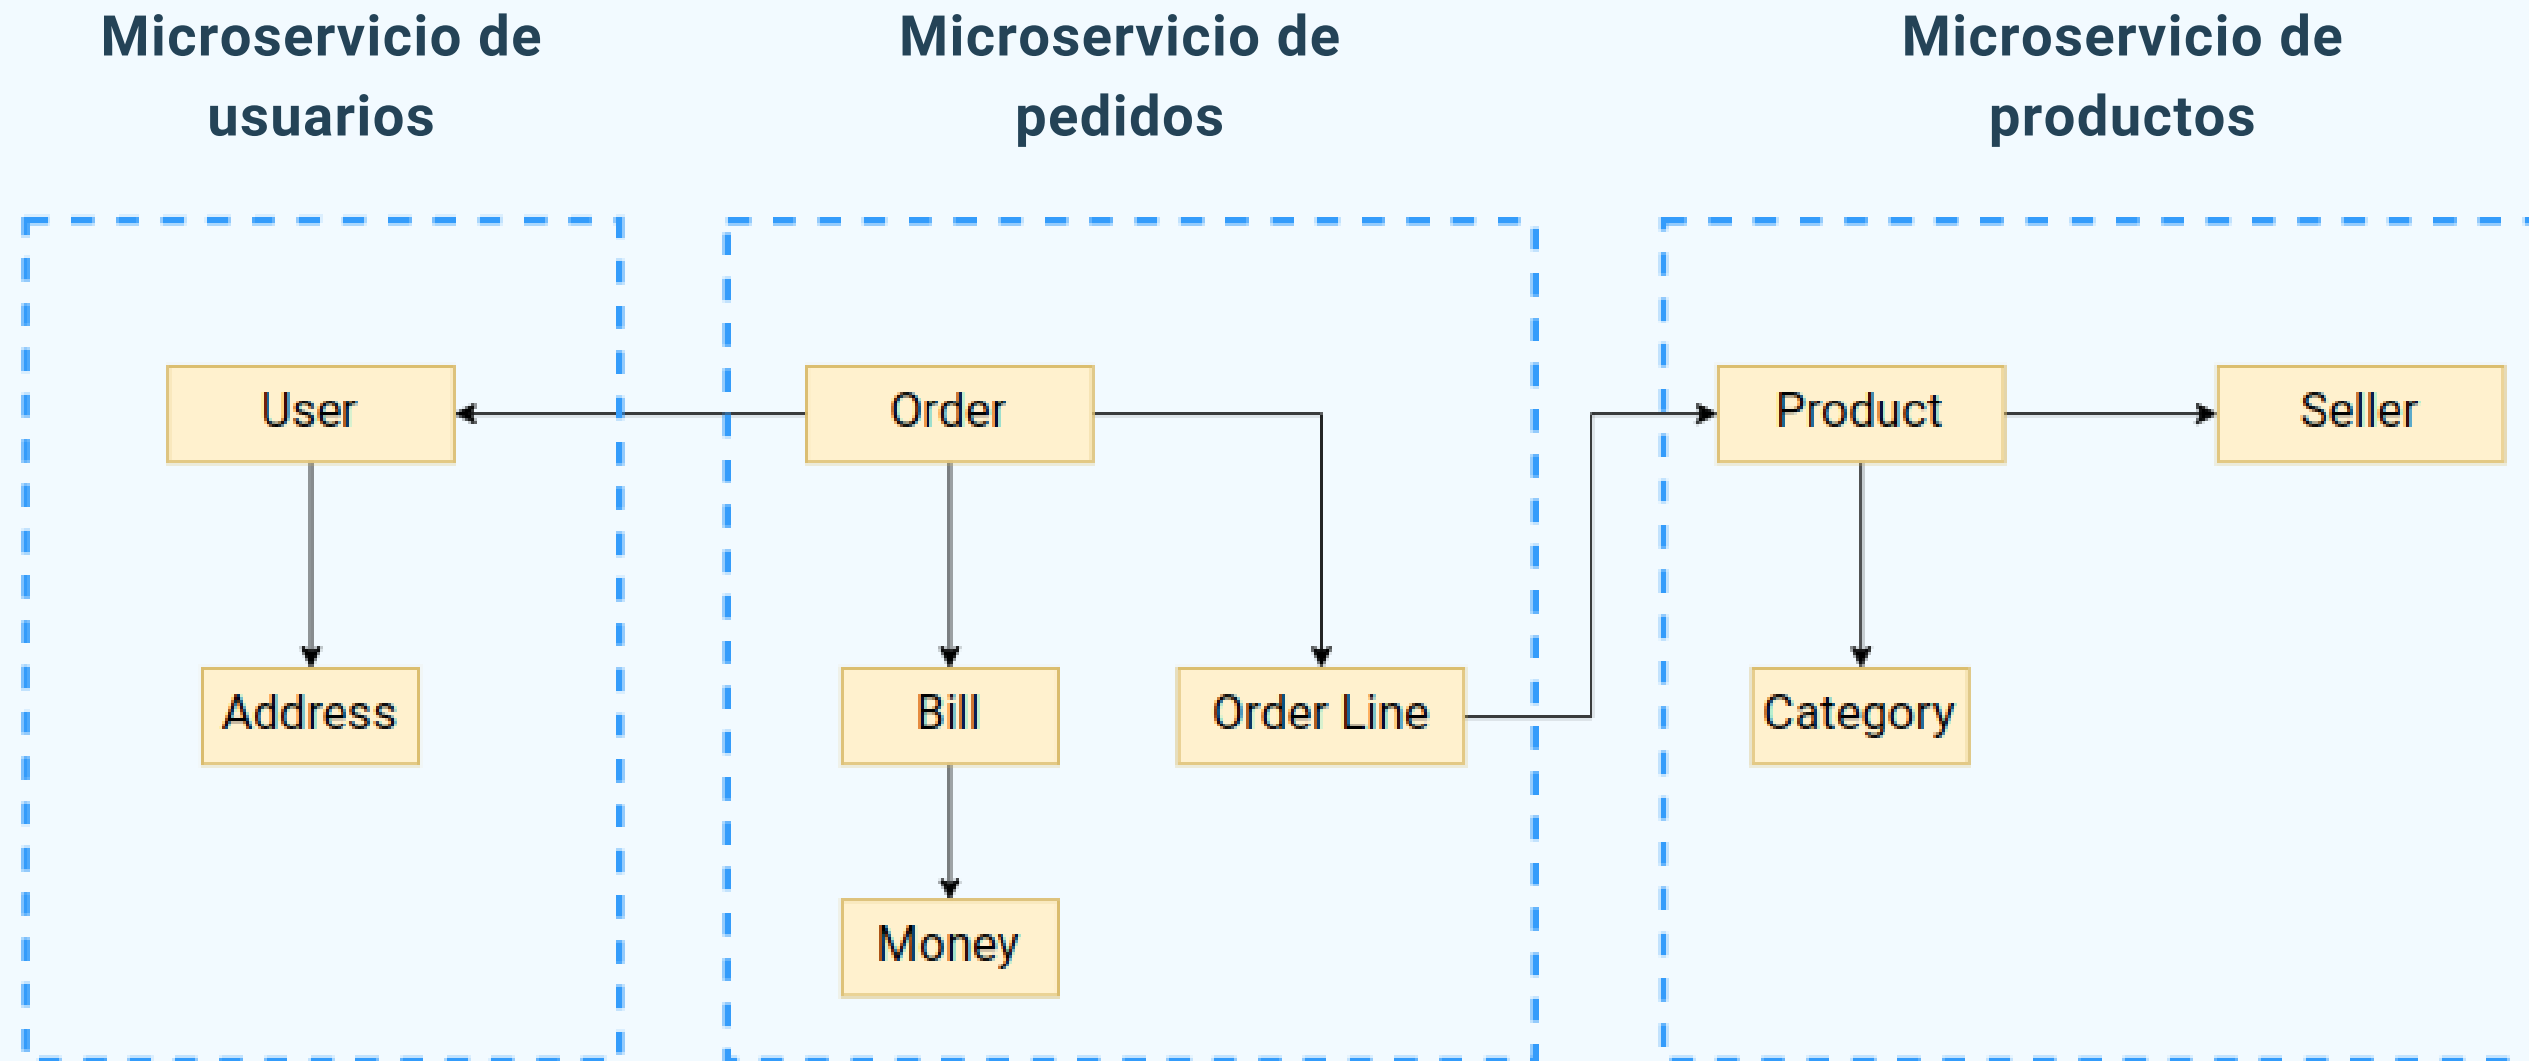 Microservicio de
usuarios
Microservicio de
pedidos
Microservicio de
productos
User
Order
Product
Seller
Address
Bill
Order Line
Category
Money